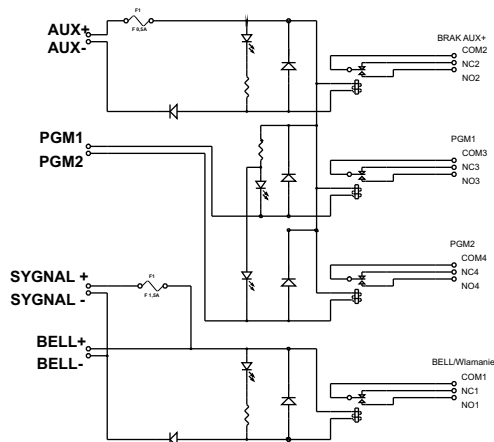 AUX+
AUX-
F1
F 0,5A
BRAK AUX+
COM2
NC2
NO2
PGM1
PGM2
PGM1
COM3
NC3
NO3
PGM2
COM4
NC4
NO4
SYGNAL +
SYGNAL -
F1
F 1,5A
BELL+
BELL-
BELL/Wlamanie
COM1
NC1
NO1